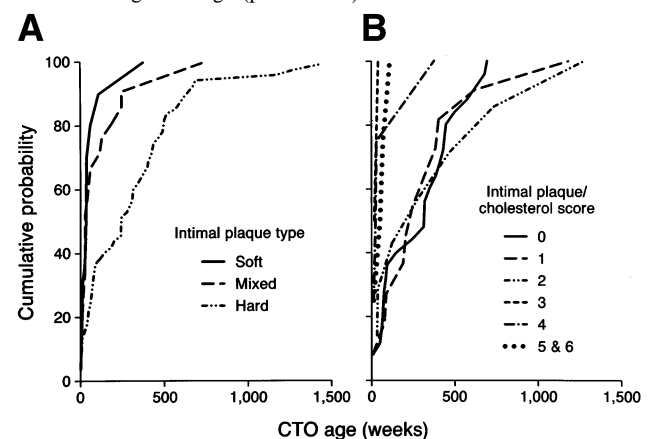 A
B
100
80
60
40
20
0
Cumulative probability
Intimal plaque type
Soft
Mixed
Hard
0
500
1,000
1,500
Intimal plaque/
cholesterol score
0
1
2
3
4
5 & 6
0
500
1,000
1,500
CTO age (weeks)